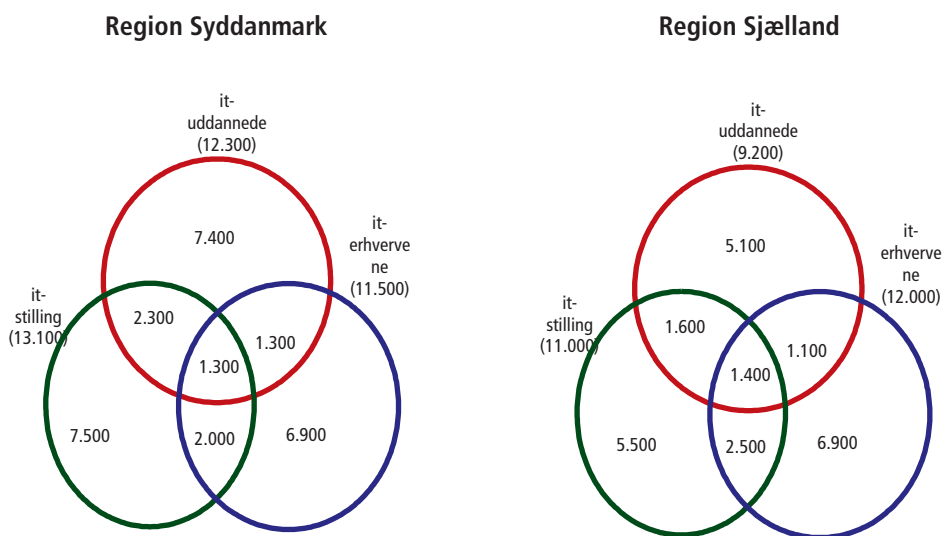 Region Syddanmark
it-
uddannede
(12.300)
7.400
it-
erhverve
ne
(11.500)
it-
stilling
(13.100)
2.300
1.300
1.300
7.500
2.000
6.900
Region Sjælland
it-
uddannede
(9.200)
5.100
it-
erhverve
ne
(12.000)
it-
stilling
(11.000)
1.600
1.100
1.400
5.500
2.500
6.900